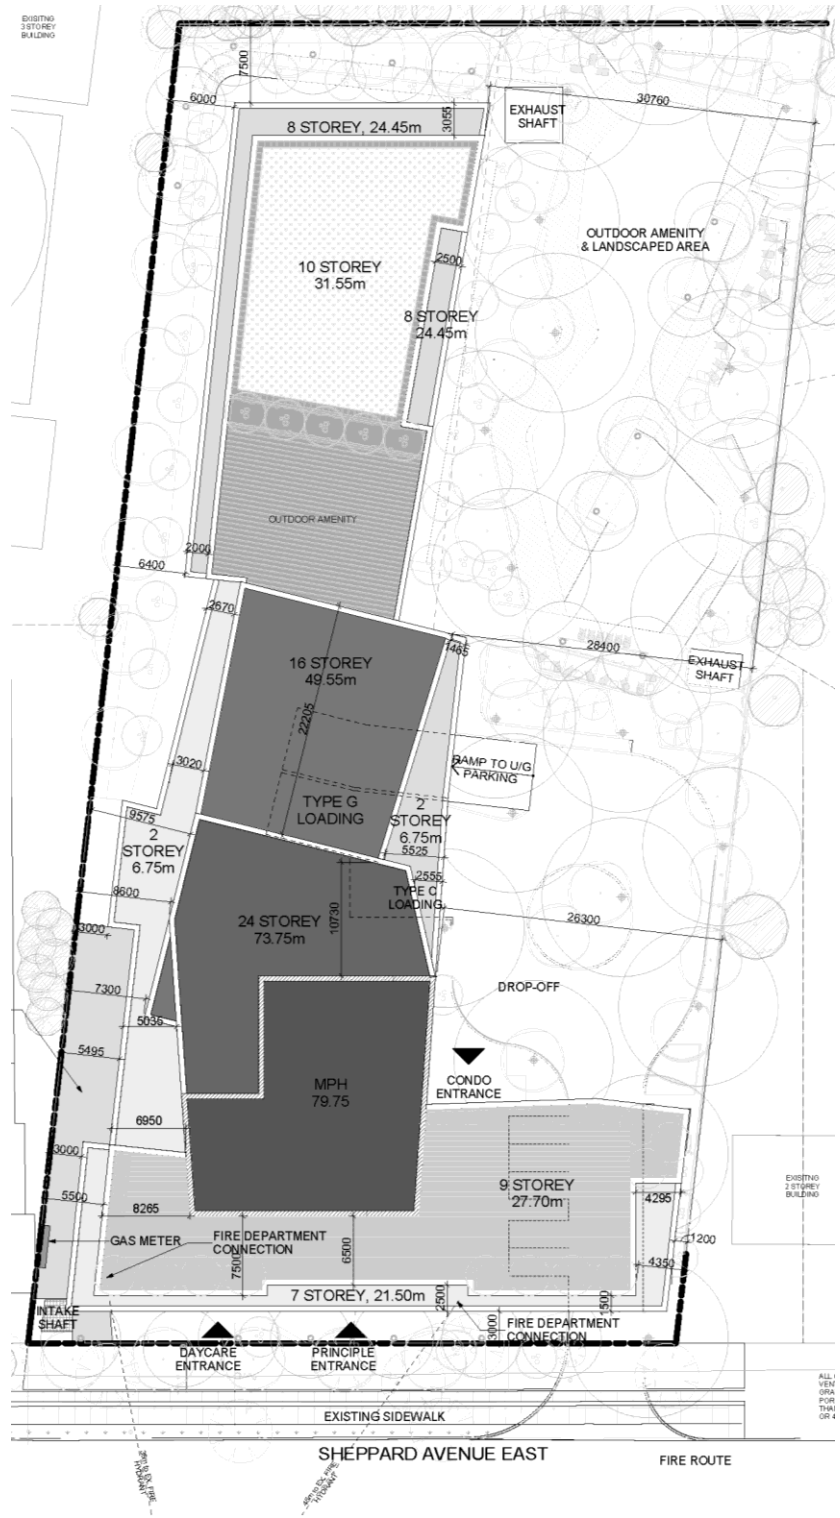 EXISITNG
3 STOREY
BUILDING
7500
6000
8 STOREY, 24.45m
3055
EXHAUST
SHAFT
30760
OUTDOOR AMENITY
& LANDSCAPED AREA
10 STOREY
31.55m
2500
8 STOREY
24.45m
OUTDOOR AMENITY
2000
6400
2670
1465
28400
EXHAUST
SHAFT
16 STOREY
49.55m
22205
3020
RAMP TO U/G
PARKING
TYPE G
LOADING
9575
2
STOREY
6.75m
2
STOREY
6.75m
5525
2555
8600
TYPE C
LOADING
3000
24 STOREY
73.75m
10730
26300
7300
DROP-OFF
5035
5495
MPH
79.75
CONDO
ENTRANCE
6950
3000
EXISITNG
2 STOREY
BUILDING
9 STOREY
27.70m
4295
5500
8265
GAS METER
FIRE DEPARTMENT
CONNECTION
1200
7500
6500
4350
7 STOREY, 21.50m
2500
1500
INTAKE
SHAFT
3000
FIRE DEPARTMENT
CONNECTION
DAYCARE
ENTRANCE
PRINCIPLE
ENTRANCE
EXISTING SIDEWALK
SHEPPARD AVENUE EAST
FIRE ROUTE
HYDRANT
HYDRANT